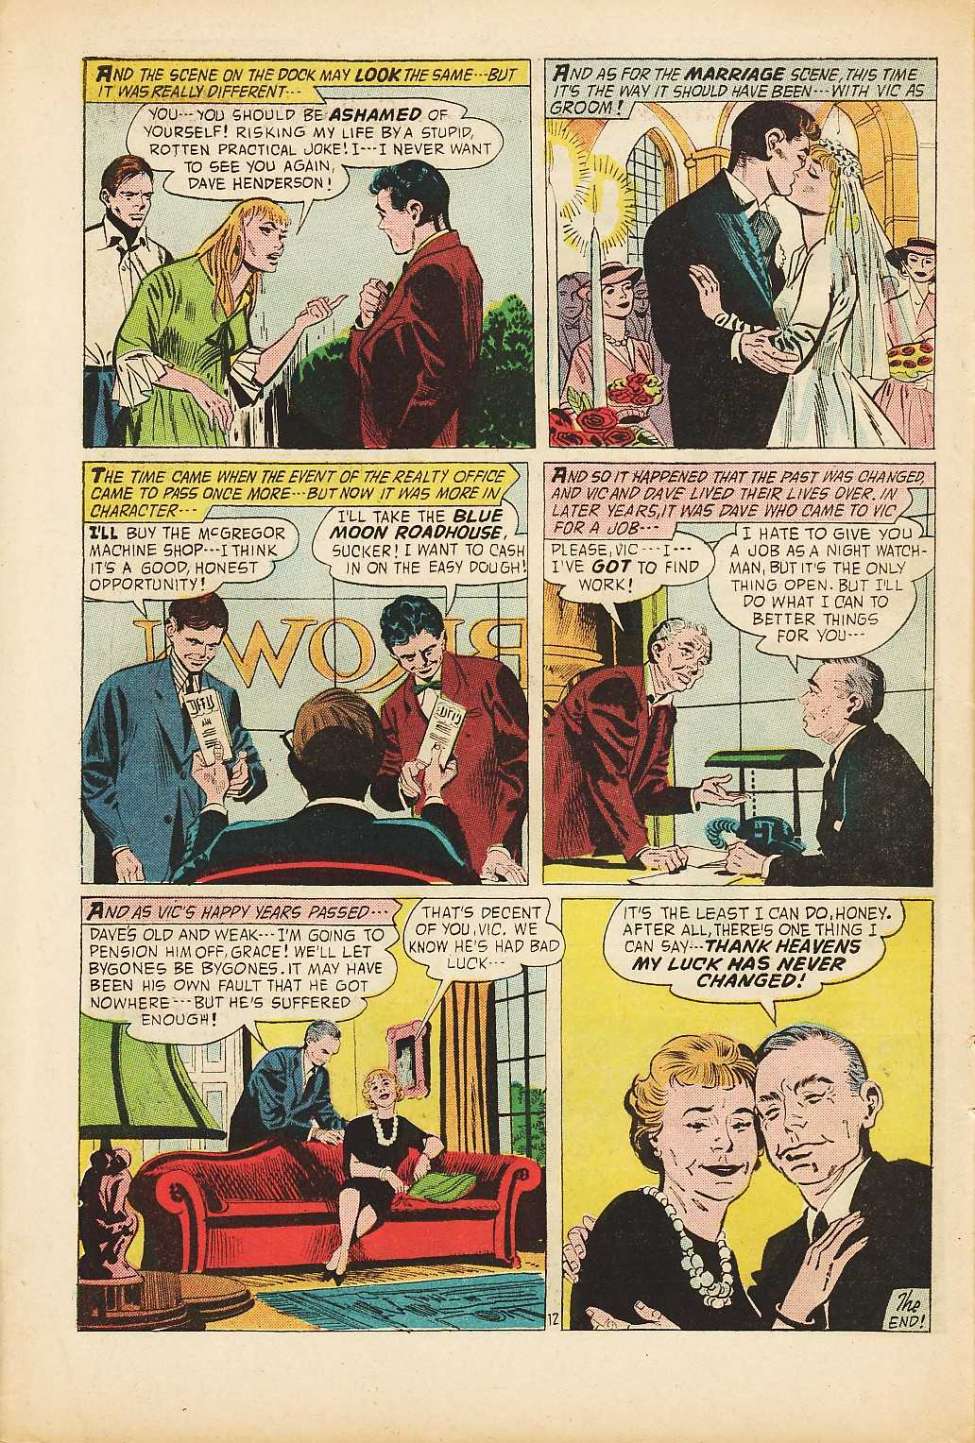 AND THE SCENE ON THE DOCK MAY LOOK THE SAME---BUT
IT WAS REALLY DIFFERENT---
YOU---YOU SHOULD BE ASHAMED OF
YOURSELF! RISKING MY LIFE BY A STUPID,
ROTTEN PRACTICAL JOKE! I---I NEVER WANT
TO SEE YOU AGAIN,
DAVE HENDERSON!
AND AS FOR THE MARRIAGE SCENE, THIS TIME
IT'S THE WAY IT SHOULD HAVE BEEN---WITH VIC AS
GROOM!
THE TIME CAME WHEN THE EVENT OF THE REALTY OFFICE
CAME TO PASS ONCE MORE---BUT NOW IT WAS MORE IN
CHARACTER---
I'LL BUY THE McGREGOR
MACHINE SHOP---I THINK
IT'S A GOOD, HONEST
OPPORTUNITY!
I'LL TAKE THE BLUE
MOON ROADHOUSE,
SUCKER! I WANT TO CASH
IN ON THE EASY DOUGH!
AND SO IT HAPPENED THAT THE PAST WAS CHANGED,
AND VIC AND DAVE LIVED THEIR LIVES OVER. IN
LATER YEARS, IT WAS DAVE WHO CAME TO VIC
FOR A JOB---
PLEASE, VIC---I---
I'VE GOT TO FIND
WORK!
I HATE TO GIVE YOU
A JOB AS A NIGHT WATCH-
MAN, BUT IT'S THE ONLY
THING OPEN. BUT I'LL
DO WHAT I CAN TO
BETTER THINGS
FOR YOU---
AND AS VIC'S HAPPY YEARS PASSED---
DAVE'S OLD AND WEAK---I'M GOING TO
PENSION HIM OFF, GRACE! WE'LL LET
BYGONES BE BYGONES. IT MAY HAVE
BEEN HIS OWN FAULT THAT HE GOT
NOWHERE---BUT HE'S SUFFERED
ENOUGH!
THAT'S DECENT
OF YOU, VIC. WE
KNOW HE'S HAD BAD
LUCK---
12
IT'S THE LEAST I CAN DO, HONEY.
AFTER ALL, THERE'S ONE THING I
CAN SAY---THANK HEAVENS
MY LUCK HAS NEVER
CHANGED!
The
END!